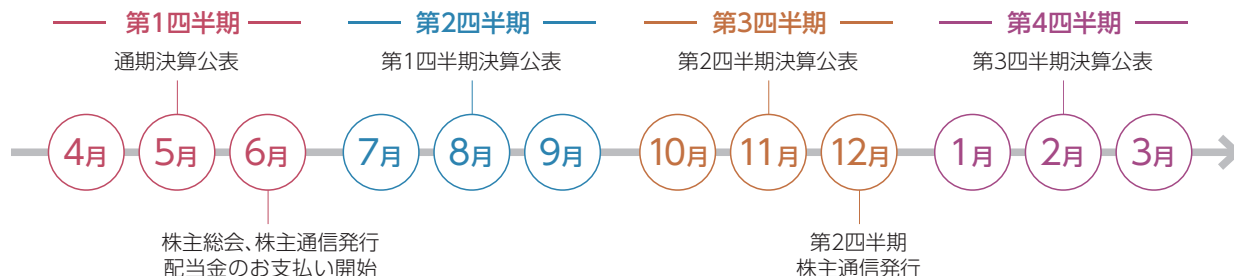 第1四半期
第2四半期
第3四半期
第4四半期
通期決算公表
第1四半期決算公表
第2四半期決算公表
第3四半期決算公表
4月
5月
6月
7月
8月
9月
10月
11月
12月
1月
2月
3月
株主総会、株主通信発行
配当金のお支払い開始
第2四半期
株主通信発行